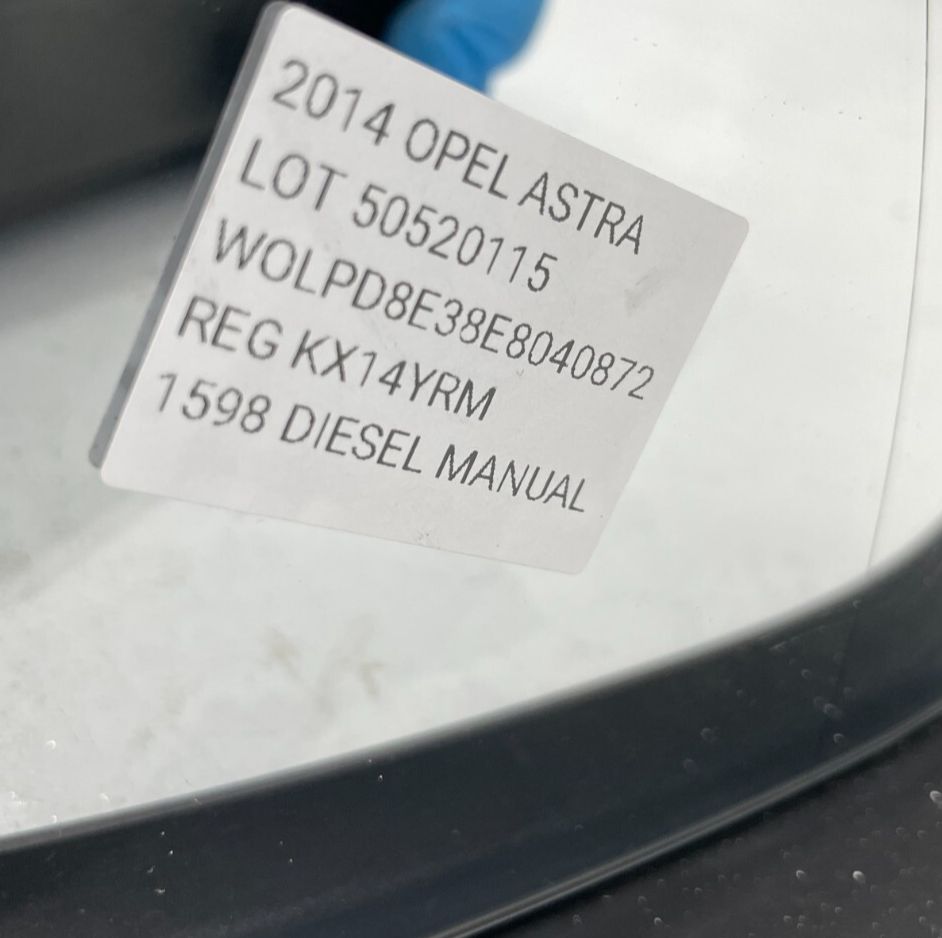 2014 OPEL ASTRA
LOT 50520115
WOLPD8E38E8040872
REG KX14YRM
1598 DIESEL MANUAL